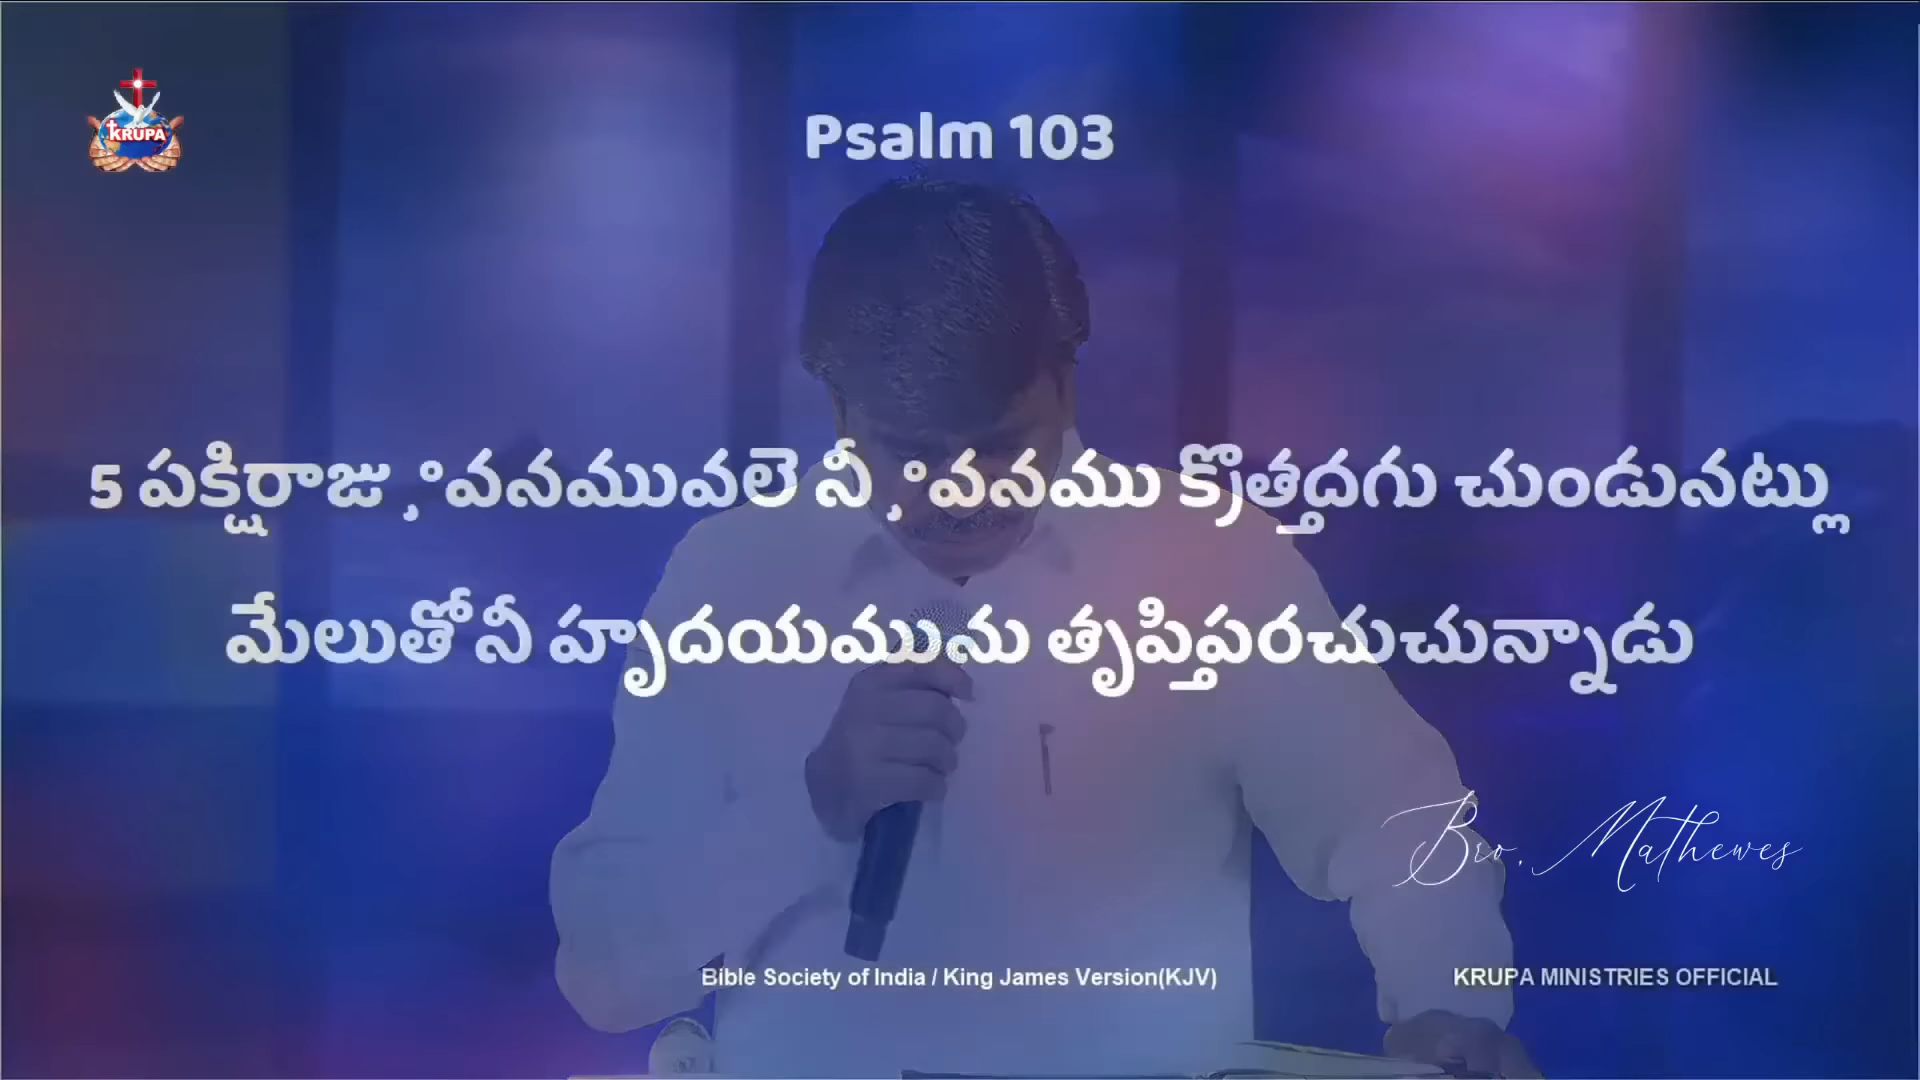 KRUPA
Psalm 103
5 పక్షిరాజు ¸°వనమువలె నీ ¸°వనము క్రొత్తదగు చుండునట్లు
మేలుతో నీ హృదయమును తృప్తిపరచుచున్నాడు
Bro. Mathewes
Bible Society of India / King James Version(KJV)
KRUPA MINISTRIES OFFICIAL